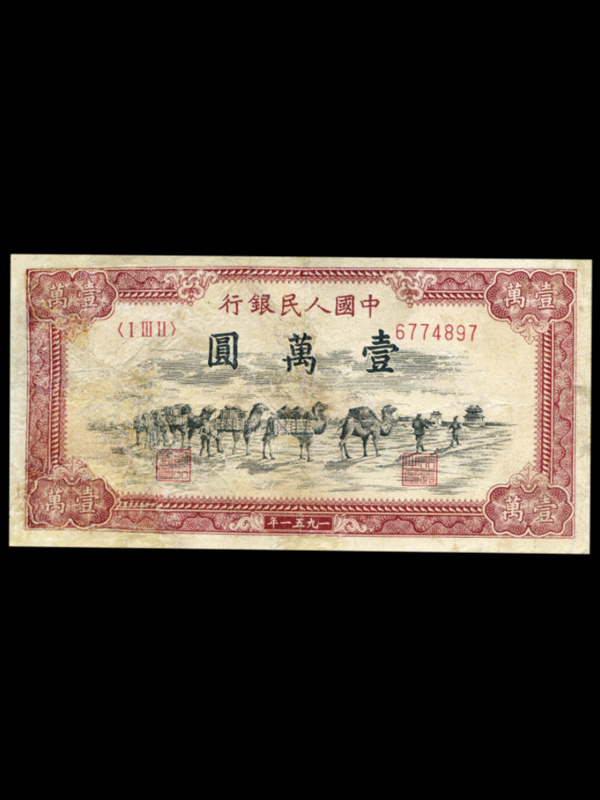 中國人民銀行
〈I III II〉
6774897
壹萬圓
壹萬
壹萬
壹萬
壹萬
一九五一年